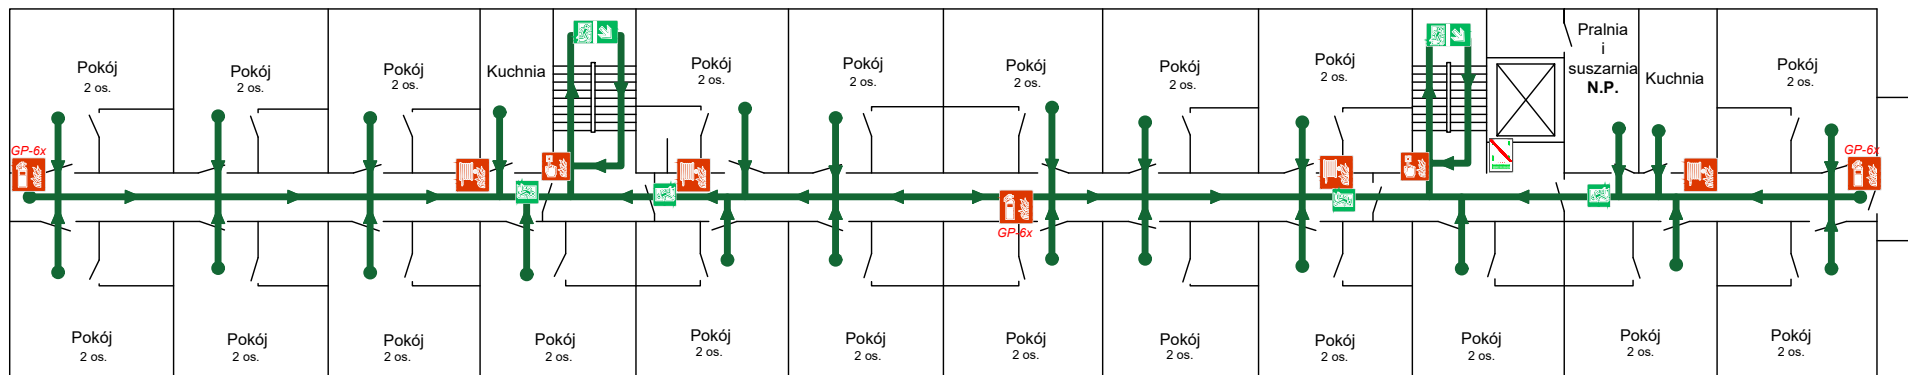 Pokój
2 os.
Pokój
2 os.
Pokój
2 os.
Kuchnia
Pokój
2 os.
Pokój
2 os.
Pokój
2 os.
Pokój
2 os.
Pokój
2 os.
Pralnia
i
suszarnia
N.P.
Kuchnia
Pokój
2 os.
GP-6x
GP-6x
GP-6x
Pokój
2 os.
Pokój
2 os.
Pokój
2 os.
Pokój
2 os.
Pokój
2 os.
Pokój
2 os.
Pokój
2 os.
Pokój
2 os.
Pokój
2 os.
Pokój
2 os.
Pokój
2 os.
Pokój
2 os.